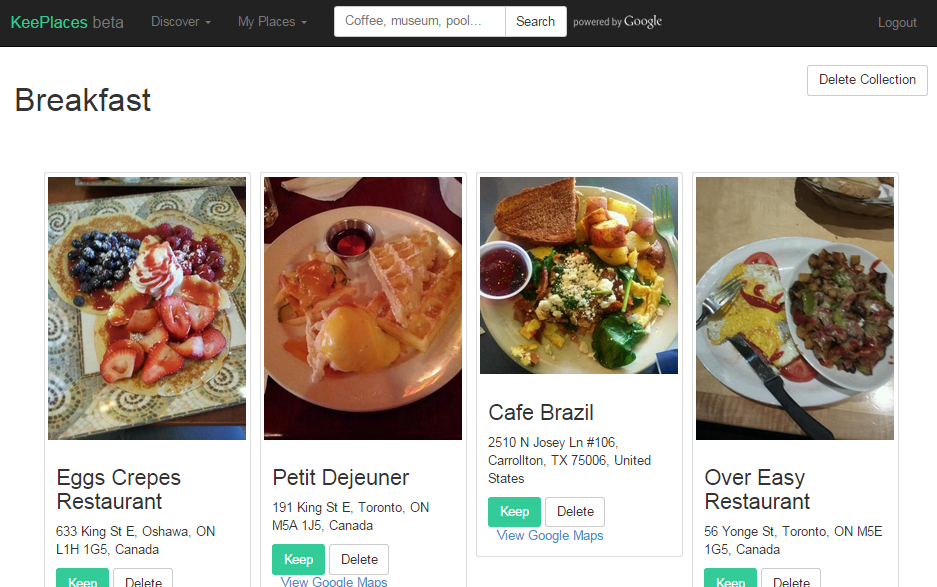 KeePlaces beta Discover My Places Coffee, museum, pool... Search powered by Google Logout
Delete Collection
Breakfast
Eggs Crepes
Restaurant
633 King St E, Oshawa, ON
L1H 1G5, Canada
Keep Delete
Petit Dejeuner
191 King St E, Toronto, ON
M5A 1J5, Canada
Keep Delete
View Google Maps
Cafe Brazil
2510 N Josey Ln #106,
Carrollton, TX 75006, United
States
Keep Delete
View Google Maps
Over Easy
Restaurant
56 Yonge St, Toronto, ON M5E
1G5, Canada
Keep Delete